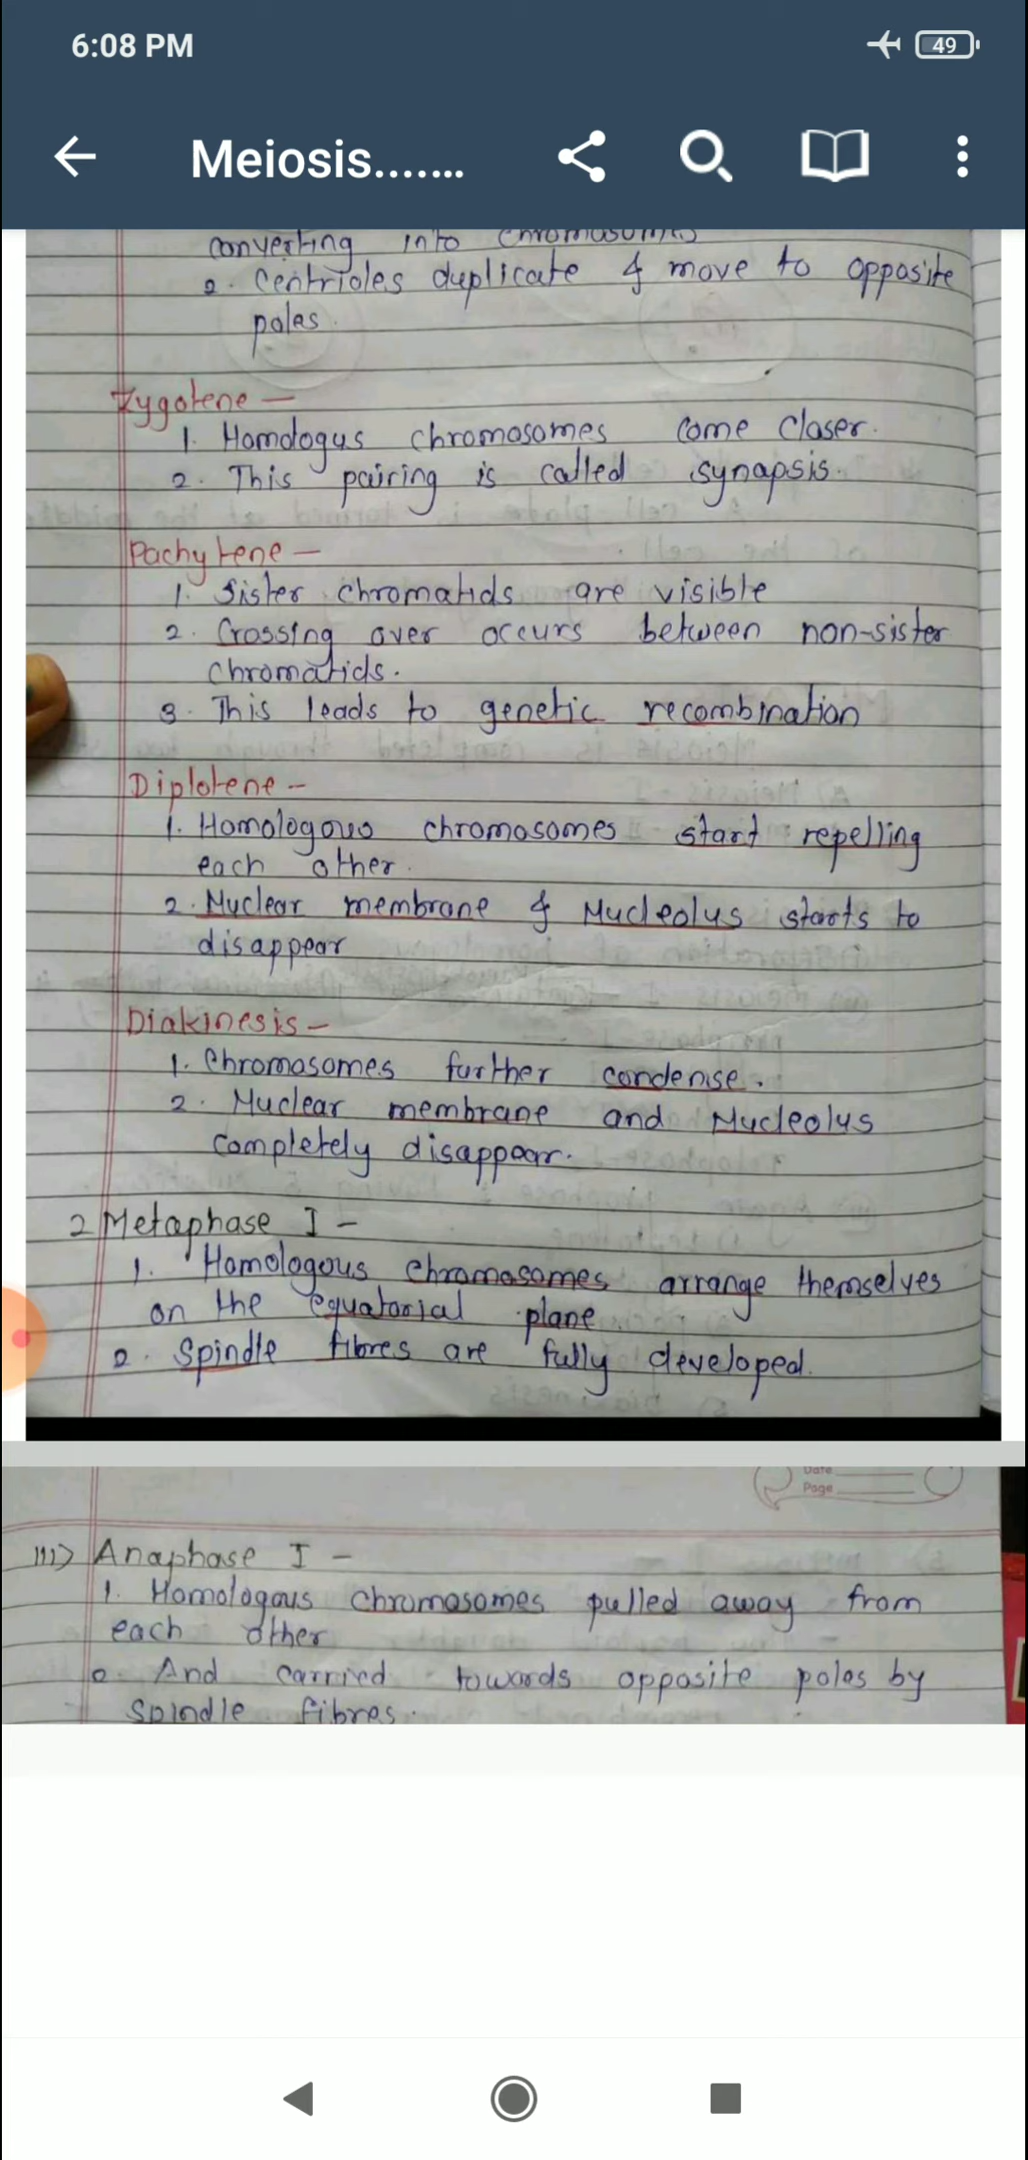 6:08 PM
49
Meiosis.......
converting into chromosomes
2. Centrioles duplicate & move to opposite
poles.
Zygotene —
1. Homologus chromosomes come closer.
2. This pairing is called synapsis.
Pachytene —
1. Sister chromatids are visible
2. Crossing over occurs between non-sister
chromatids.
3. This leads to genetic recombination
Diplotene –
1. Homologous chromosomes start repelling
each other.
2. Nuclear membrane & Nucleolus starts to
disappear
Diakinesis –
1. Chromosomes further condense.
2. Nuclear membrane and Nucleolus
completely disappear.
2 Metaphase I –
1. Homologous chromosomes arrange themselves
on the equatorial plane
2. Spindle fibres are fully developed.
Date
Page
III> Anaphase I –
1. Homologous chromosomes pulled away from
each other
2. And carried towards opposite poles by
spindle fibres.